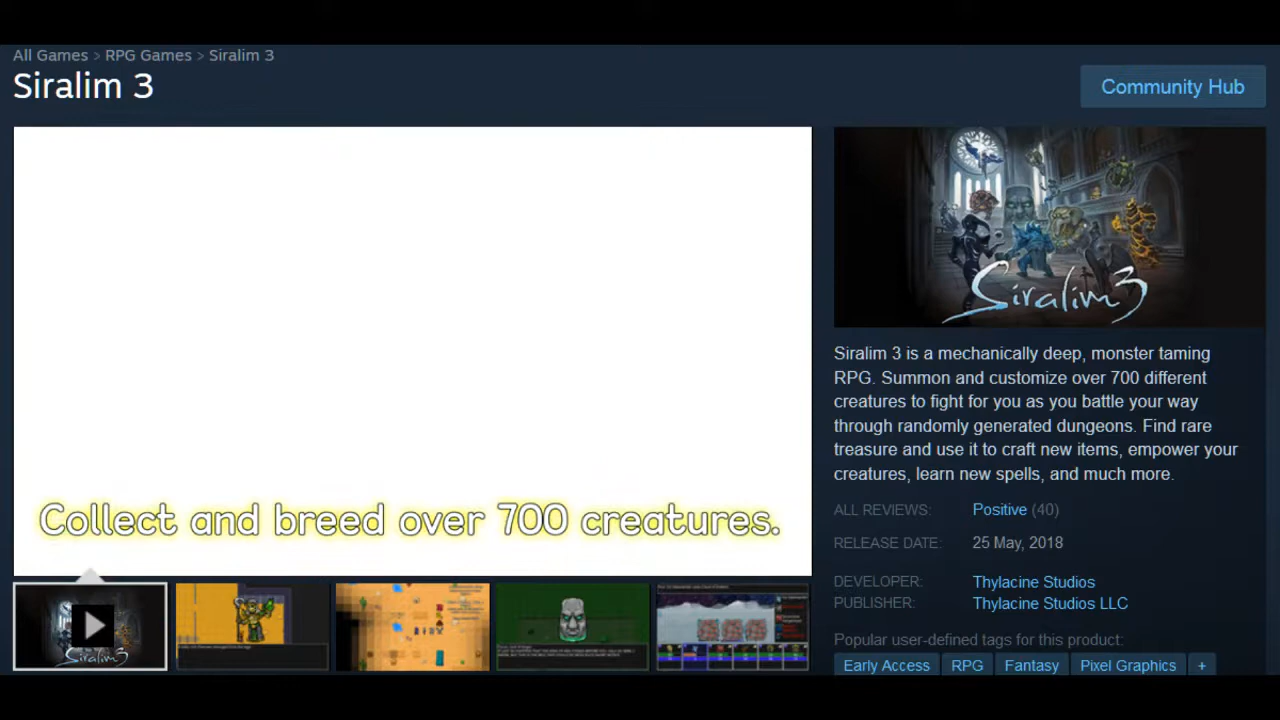 All Games > RPG Games > Siralim 3
Siralim 3
Community Hub
Collect and breed over 700 creatures.
Siralim 3
Siralim 3 is a mechanically deep, monster taming
RPG. Summon and customize over 700 different
creatures to fight for you as you battle your way
through randomly generated dungeons. Find rare
treasure and use it to craft new items, empower your
creatures, learn new spells, and much more.
ALL REVIEWS: Positive (40)
RELEASE DATE: 25 May, 2018
DEVELOPER: Thylacine Studios
PUBLISHER: Thylacine Studios LLC
Popular user-defined tags for this product:
Early Access RPG Fantasy Pixel Graphics +
Siralim 3